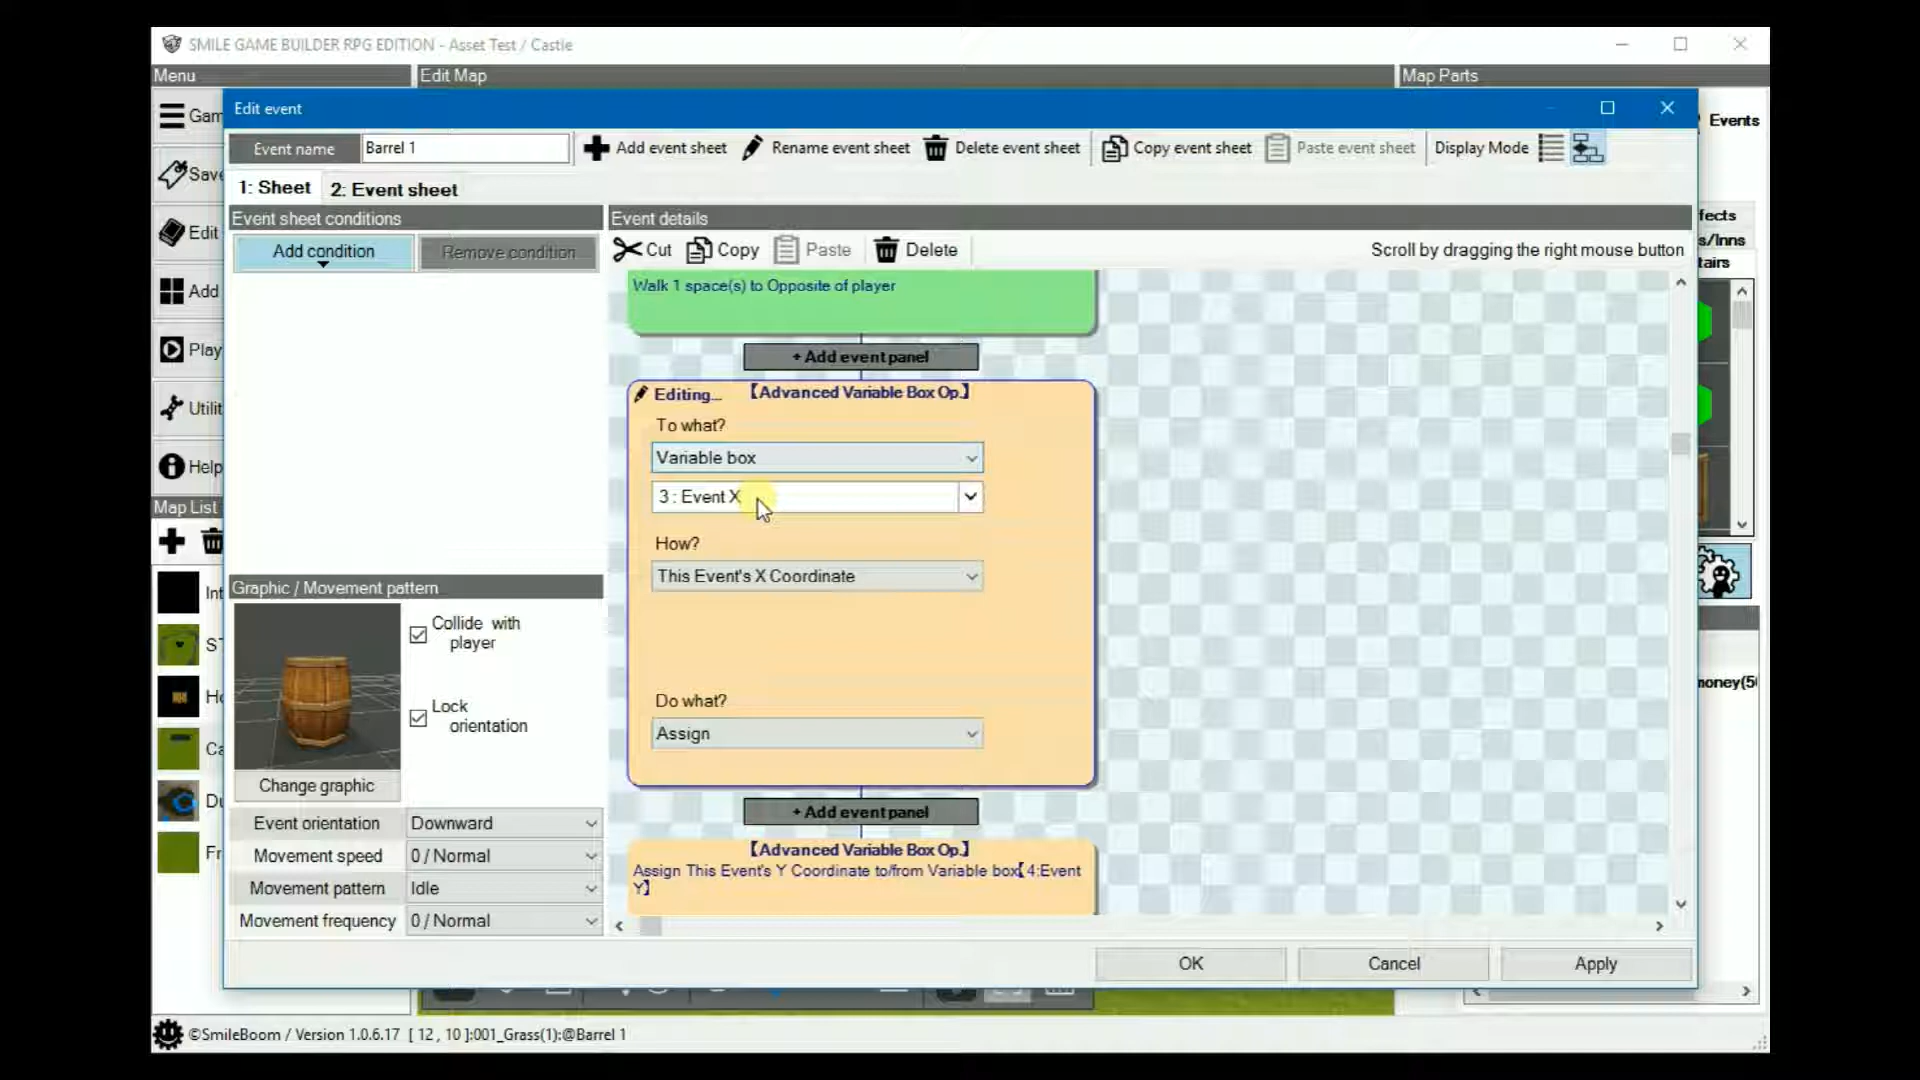 SMILE GAME BUILDER RPG EDITION - Asset Test / Castle
Menu
Edit Map
Map Parts
Edit event
Events
Event name
Barrel 1
Add event sheet
Rename event sheet
Delete event sheet
Copy event sheet
Paste event sheet
Display Mode
1: Sheet
2: Event sheet
Event sheet conditions
Event details
Add condition
Remove condition
Cut
Copy
Paste
Delete
Scroll by dragging the right mouse button
Edit
Add
Play
Help
Map List
Walk 1 space(s) to Opposite of player
+ Add event panel
Editing...
【Advanced Variable Box Op.】
To what?
Variable box
3 : Event X
How?
This Event's X Coordinate
Do what?
Assign
+ Add event panel
【Advanced Variable Box Op.】
Assign This Event's Y Coordinate to/from Variable box【4:Event
Y】
Graphic / Movement pattern
Collide with
player
Lock
orientation
Change graphic
Event orientation
Downward
Movement speed
0 / Normal
Movement pattern
Idle
Movement frequency
0 / Normal
OK
Cancel
Apply
©SmileBoom / Version 1.0.6.17 [ 12 , 10 ]:001_Grass(1):@Barrel 1